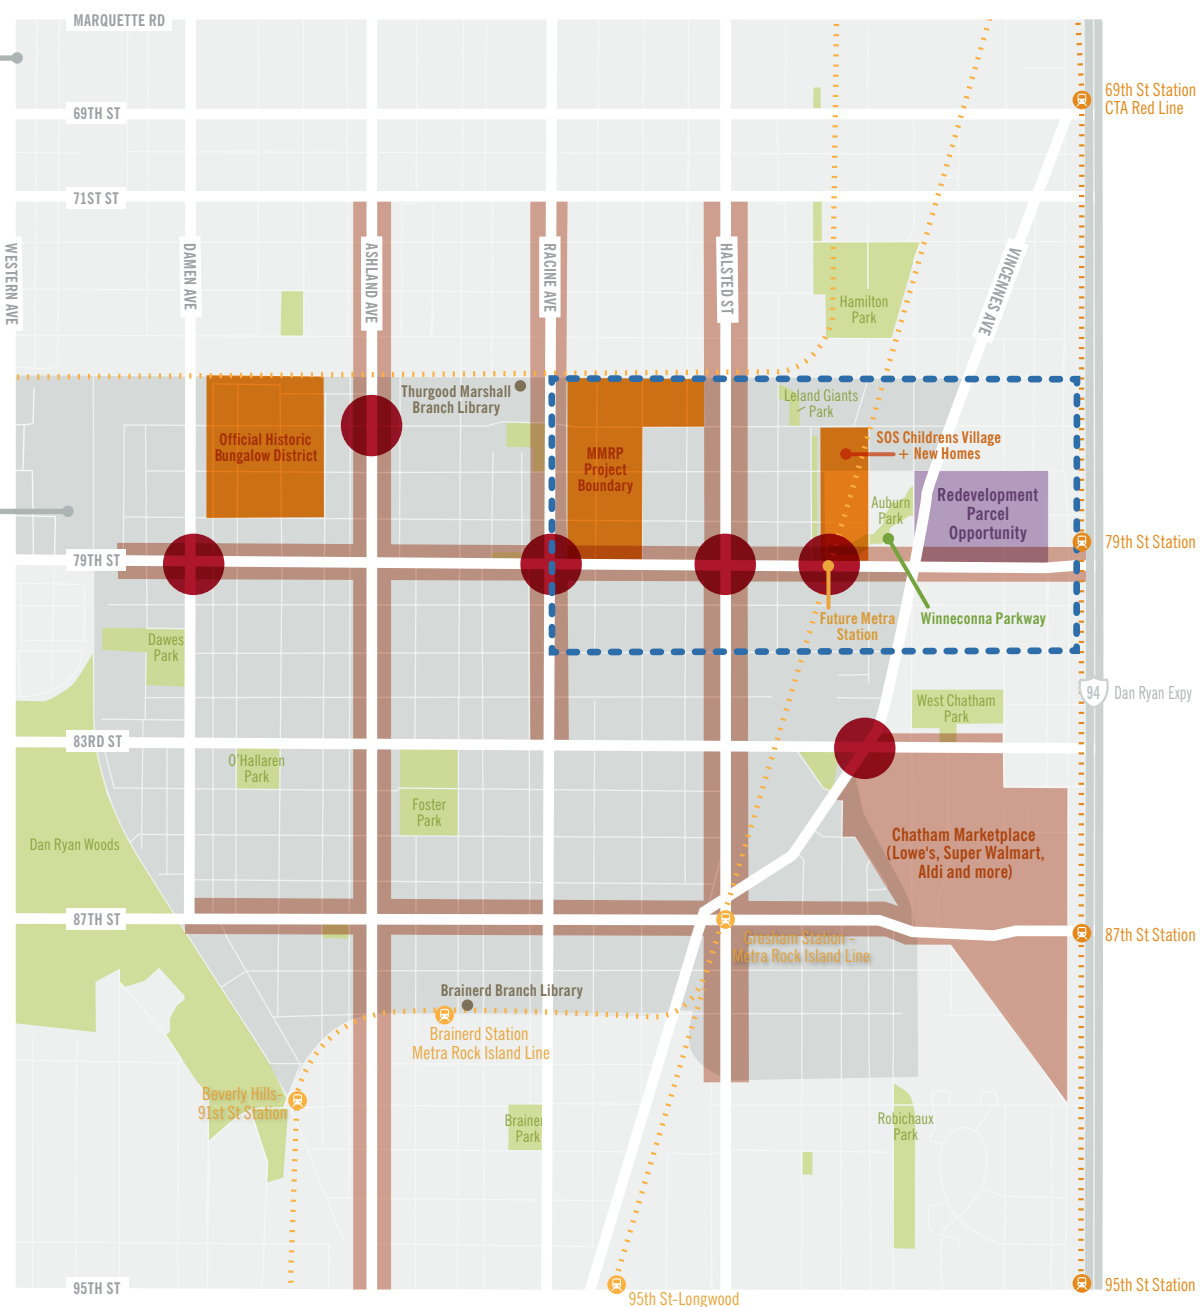 MARQUETTE RD
69th St Station
CTA Red Line
69TH ST
71ST ST
WESTERN AVE
DAMEN AVE
ASHLAND AVE
RACINE AVE
HALSTED ST
VINCENNES AVE
Hamilton
Park
Thurgood Marshall
Branch Library
Leland Giants
Park
Official Historic
Bungalow District
MMRP
Project
Boundary
SOS Childrens Village
+ New Homes
Auburn
Park
Redevelopment
Parcel
Opportunity
79th St Station
79TH ST
Future Metra
Station
Winneconna Parkway
Dawes
Park
94
Dan Ryan Expy
West Chatham
Park
83RD ST
O'Hallaren
Park
Foster
Park
Dan Ryan Woods
Chatham Marketplace
(Lowe's, Super Walmart,
Aldi and more)
87TH ST
87th St Station
Gresham Station -
Metra Rock Island Line
Brainerd Branch Library
Brainerd Station
Metra Rock Island Line
Beverly Hills-
91st St Station
Brainer
Park
Robichaux
Park
95TH ST
95th St-Longwood
95th St Station